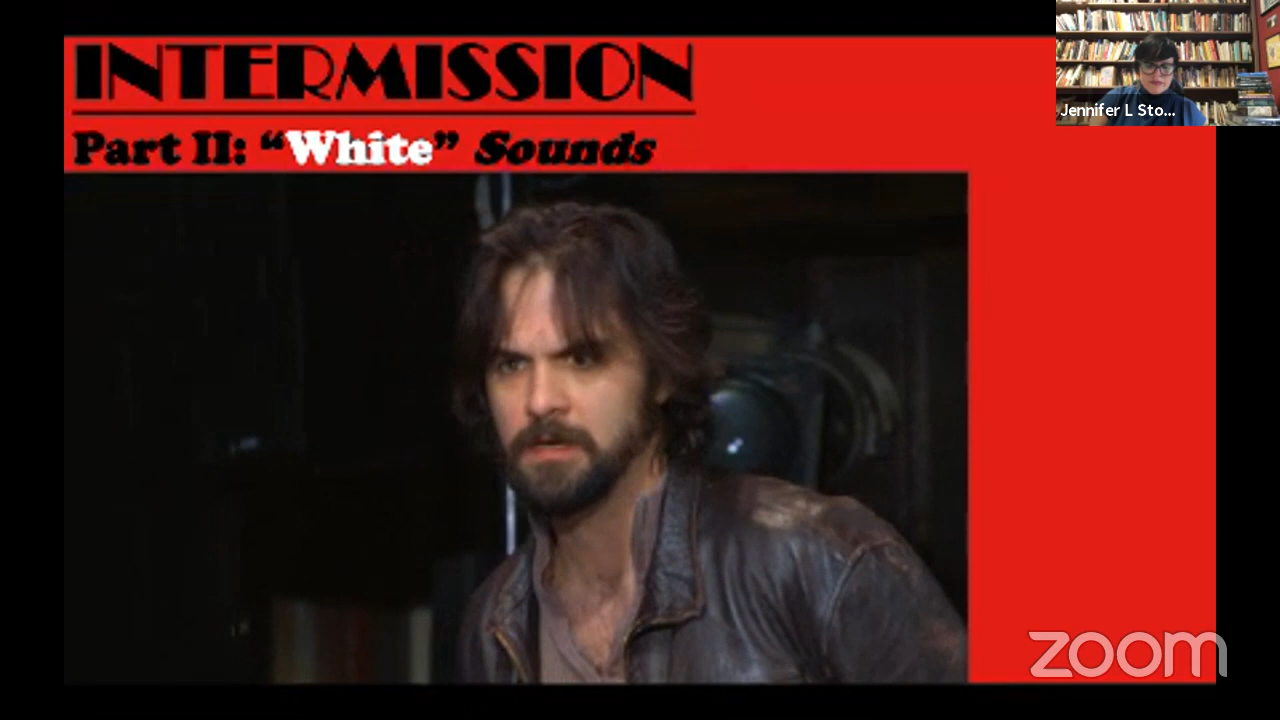 INTERMISSION
Part II: “White” Sounds
Jennifer L Sto...
zoom